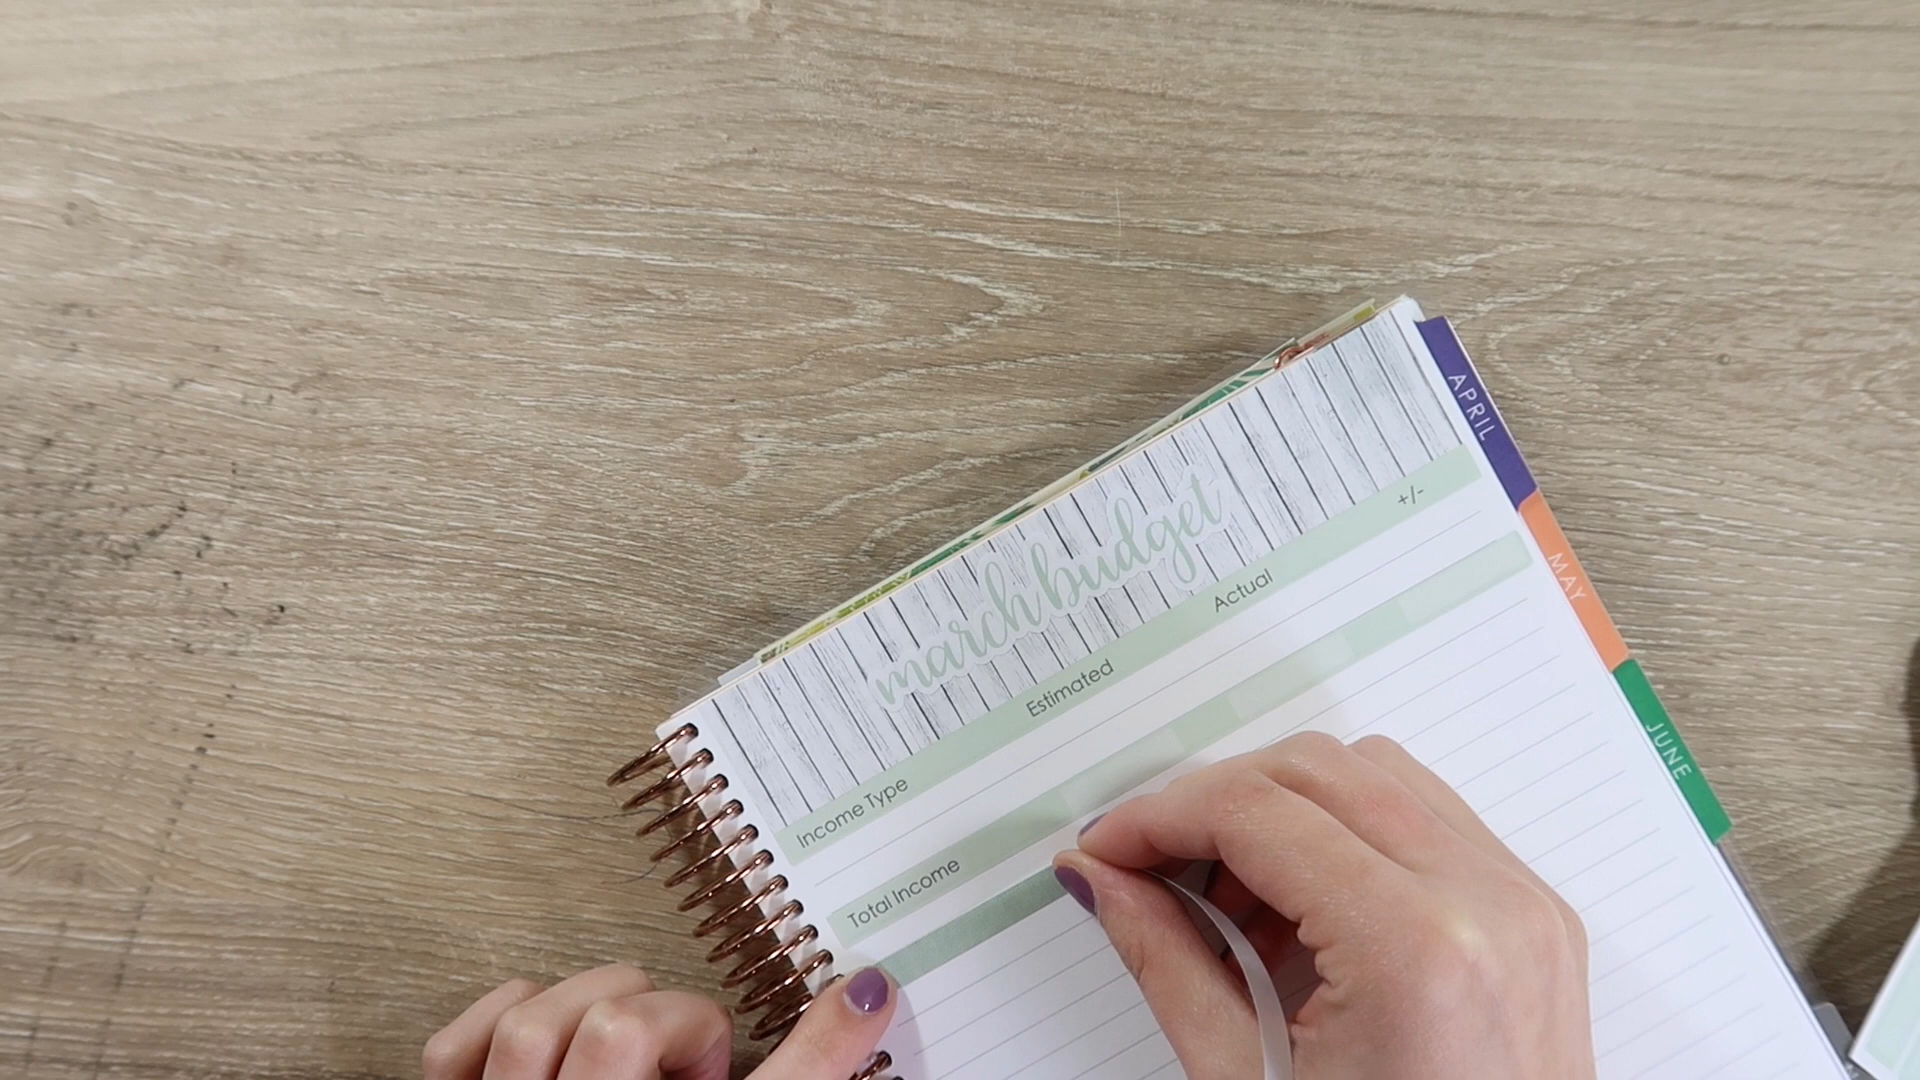 march budget
Income Type Estimated Actual +/-
Total Income
APRIL
MAY
JUNE